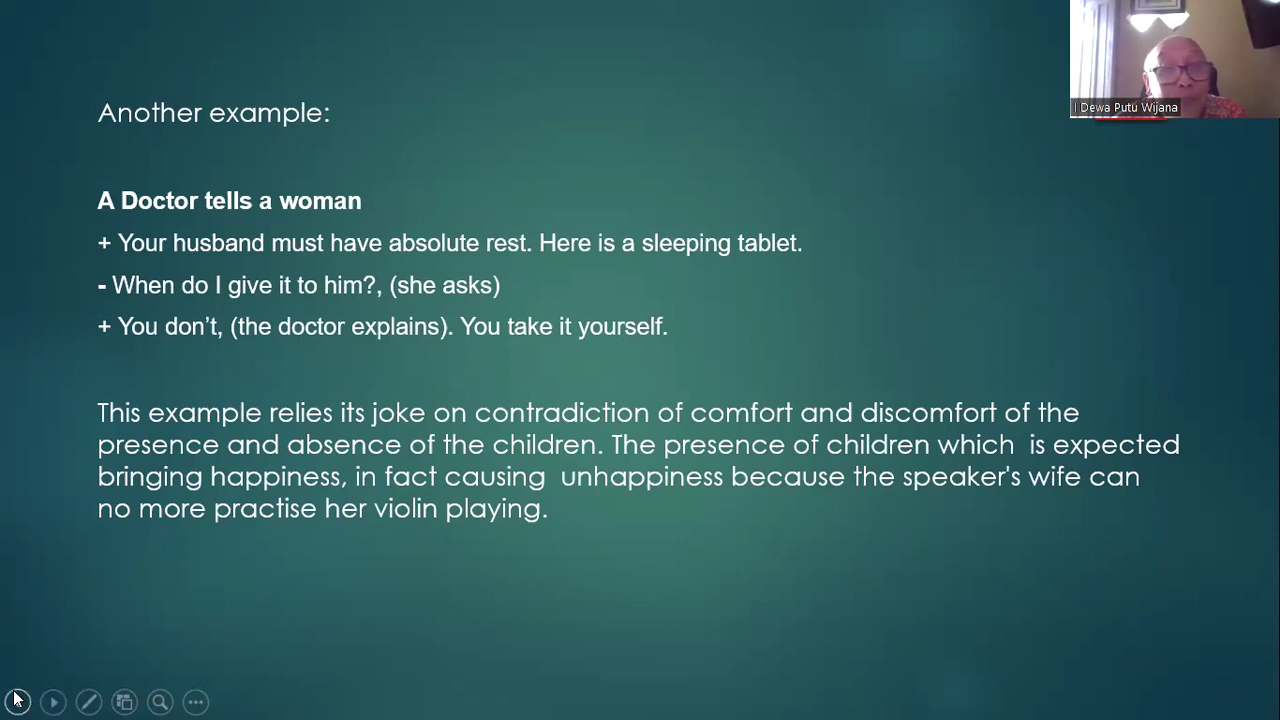 I Dewa Putu Wijana
Another example:
A Doctor tells a woman
+ Your husband must have absolute rest. Here is a sleeping tablet.
- When do I give it to him?, (she asks)
+ You don’t, (the doctor explains). You take it yourself.
This example relies its joke on contradiction of comfort and discomfort of the
presence and absence of the children. The presence of children which  is expected
bringing happiness, in fact causing  unhappiness because the speaker's wife can
no more practise her violin playing.